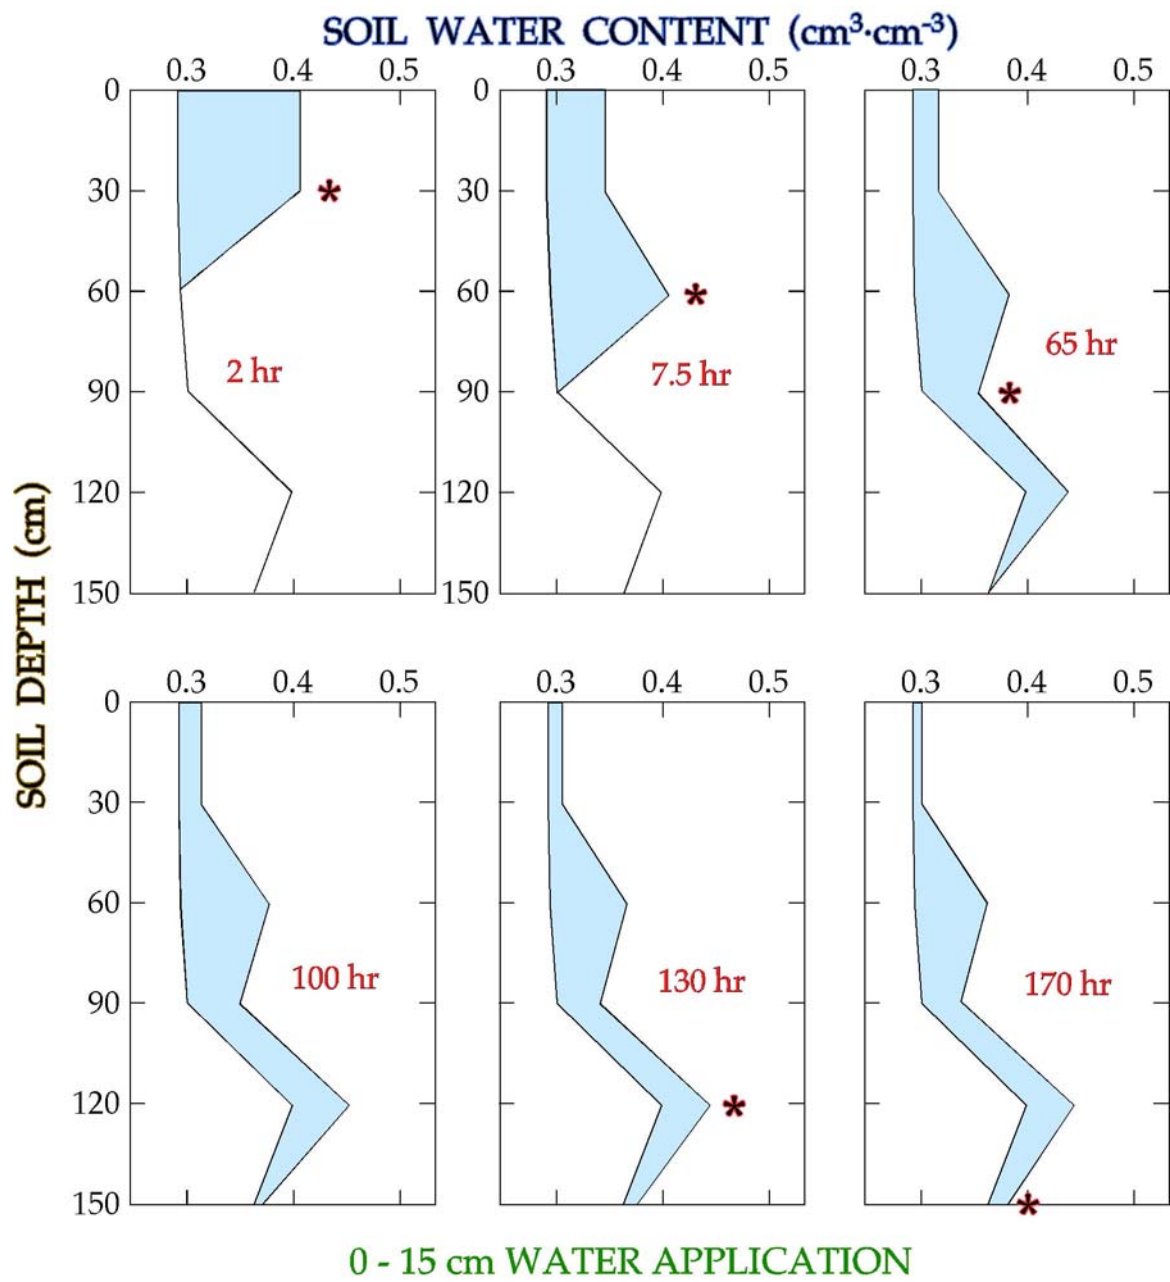 SOIL WATER CONTENT (cm³·cm⁻³)
0.3 0.4 0.5 0.3 0.4 0.5 0.3 0.4 0.5
0 0
30 * 30
60 60 *
65 hr
2 hr 7.5 hr
90 90 *
120 120
150 150
SOIL DEPTH (cm)
0.3 0.4 0.5 0.3 0.4 0.5 0.3 0.4 0.5
0
30
60
100 hr 130 hr 170 hr
90
120 *
150 *
0 - 15 cm WATER APPLICATION